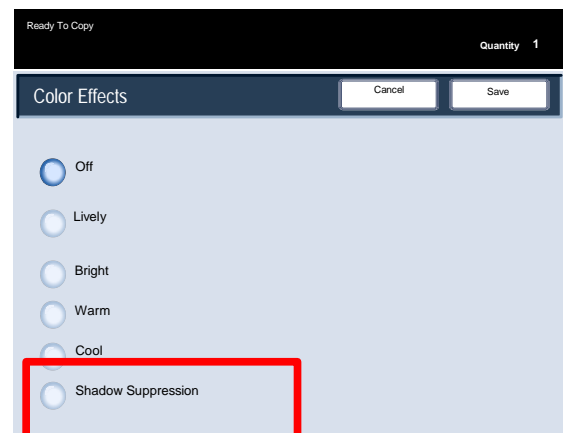 Ready To Copy
Quantity 1
Color Effects
Cancel
Save
Off
Lively
Bright
Warm
Cool
Shadow Suppression